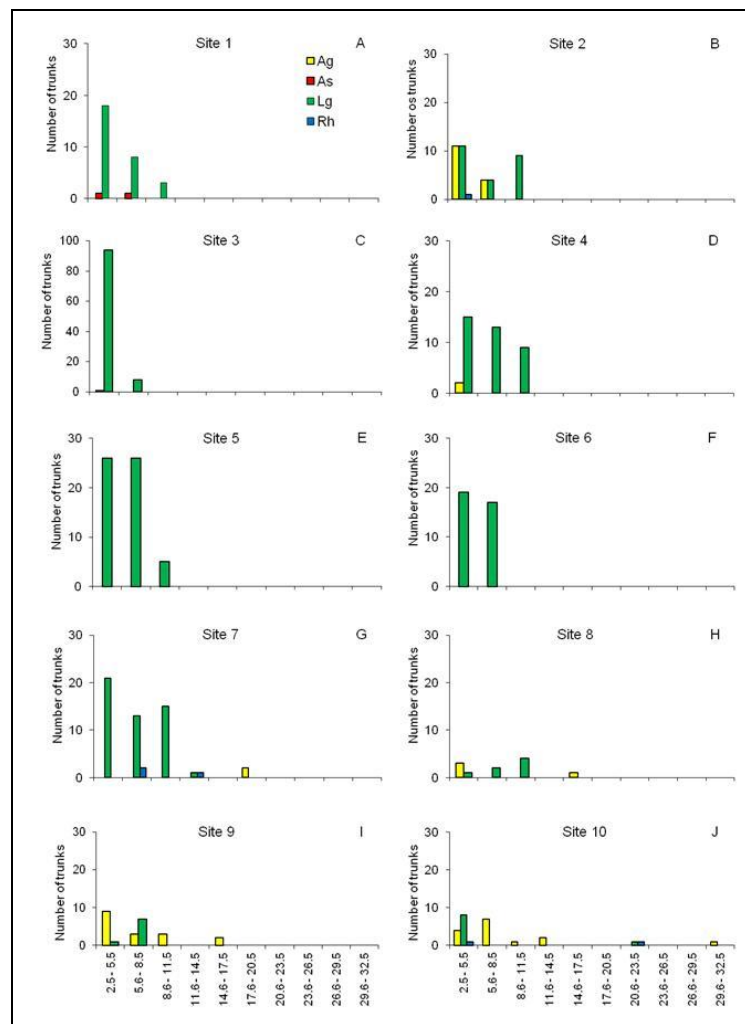 Site 1 A
Number of trunks
30
20
10
0
Ag
As
Lg
Rh
Site 2 B
Number os trunks
30
20
10
0
Site 3 C
Number of trunks
100
80
60
40
20
0
Site 4 D
Number of trunks
30
20
10
0
Site 5 E
Number of trunks
30
20
10
0
Site 6 F
Number of trunks
30
20
10
0
Site 7 G
Number of trunks
30
20
10
0
Site 8 H
Number of trunks
30
20
10
0
Site 9 I
Number of trunks
30
20
10
0
2.5 - 5.5
5.6 - 8.5
8.6 - 11.5
11.6 - 14.5
14.6 - 17.5
17.6 - 20.5
20.6 - 23.5
23.6 - 26.5
26.6 - 29.5
29.6 - 32.5
Site 10 J
Number of trunks
30
20
10
0
2.5 - 5.5
5.6 - 8.5
8.6 - 11.5
11.6 - 14.5
14.6 - 17.5
17.6 - 20.5
20.6 - 23.5
23.6 - 26.5
26.6 - 29.5
29.6 - 32.5